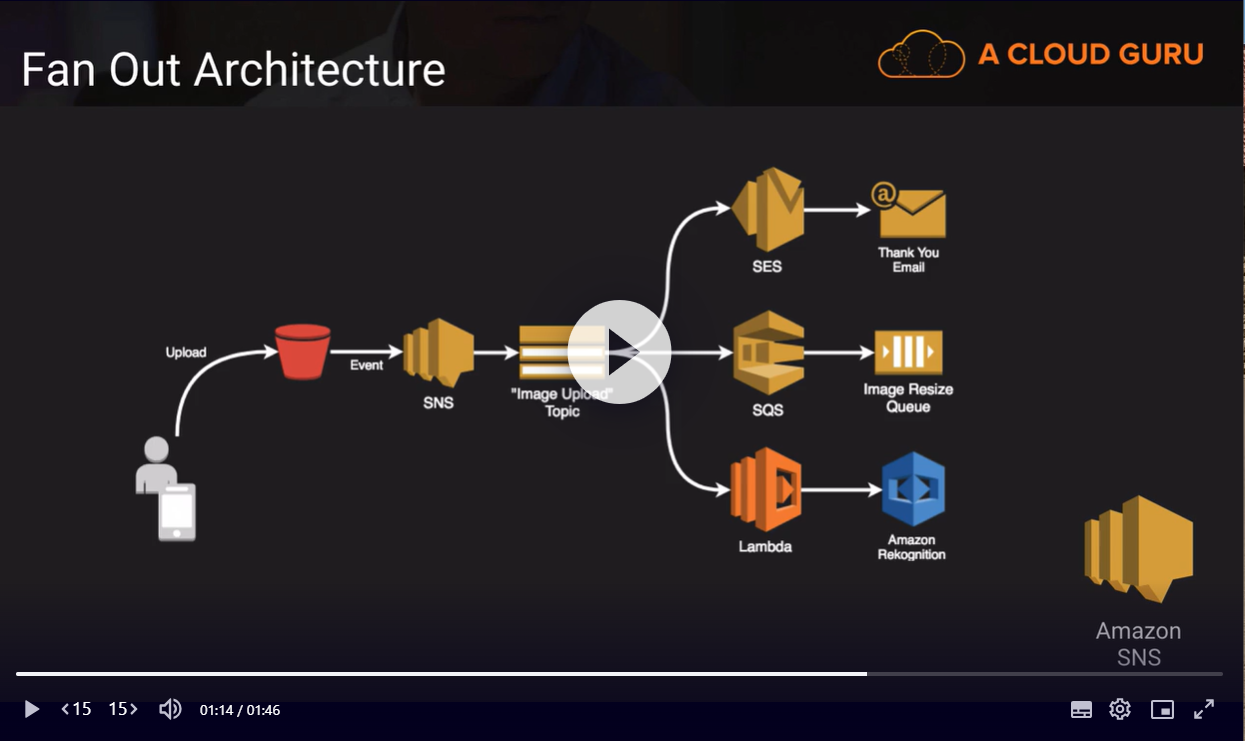 Fan Out Architecture
A CLOUD GURU
@
SES
Thank You
Email
Upload
Event
SNS
"Image Upload"
Topic
SQS
Image Resize
Queue
Lambda
Amazon
Rekognition
Amazon
SNS
15
15
01:14 / 01:46